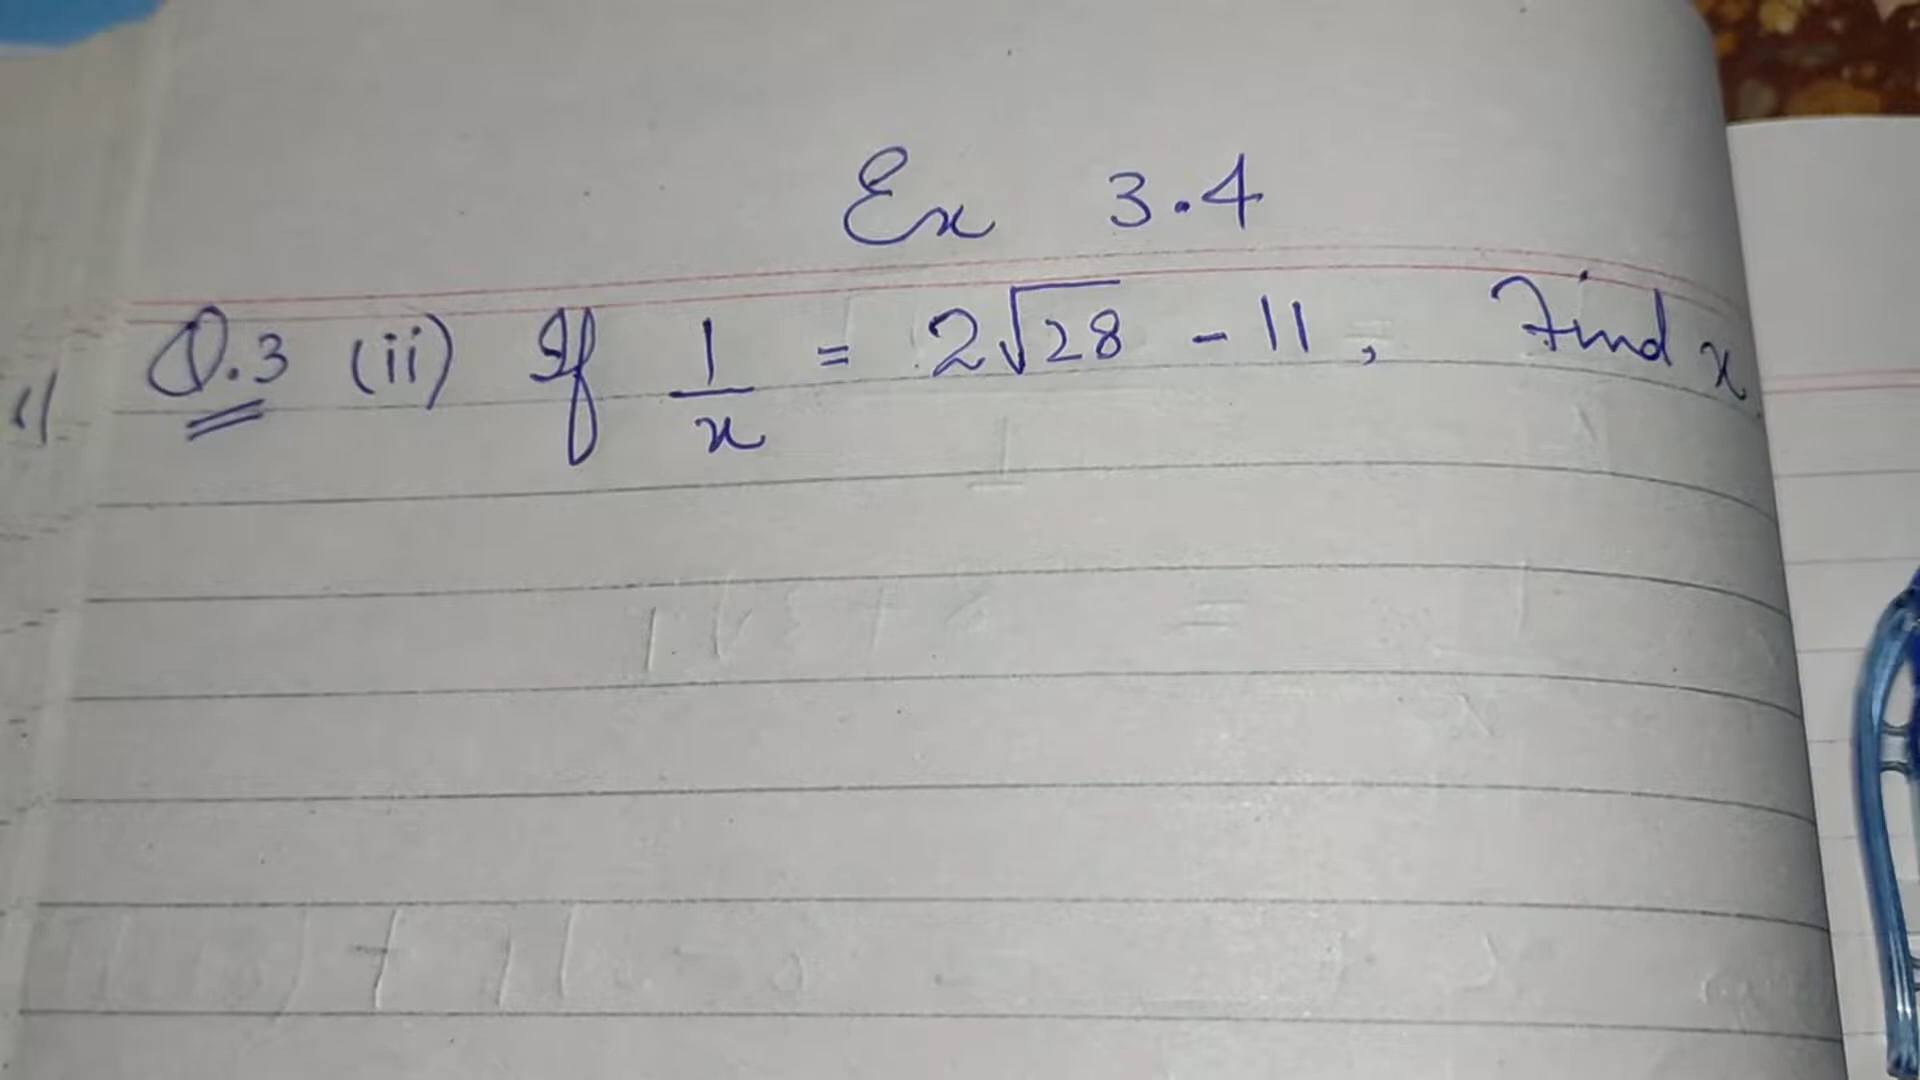 Ex 3.4
Q.3 (ii) If 1/x = 2√28 - 11, Find x